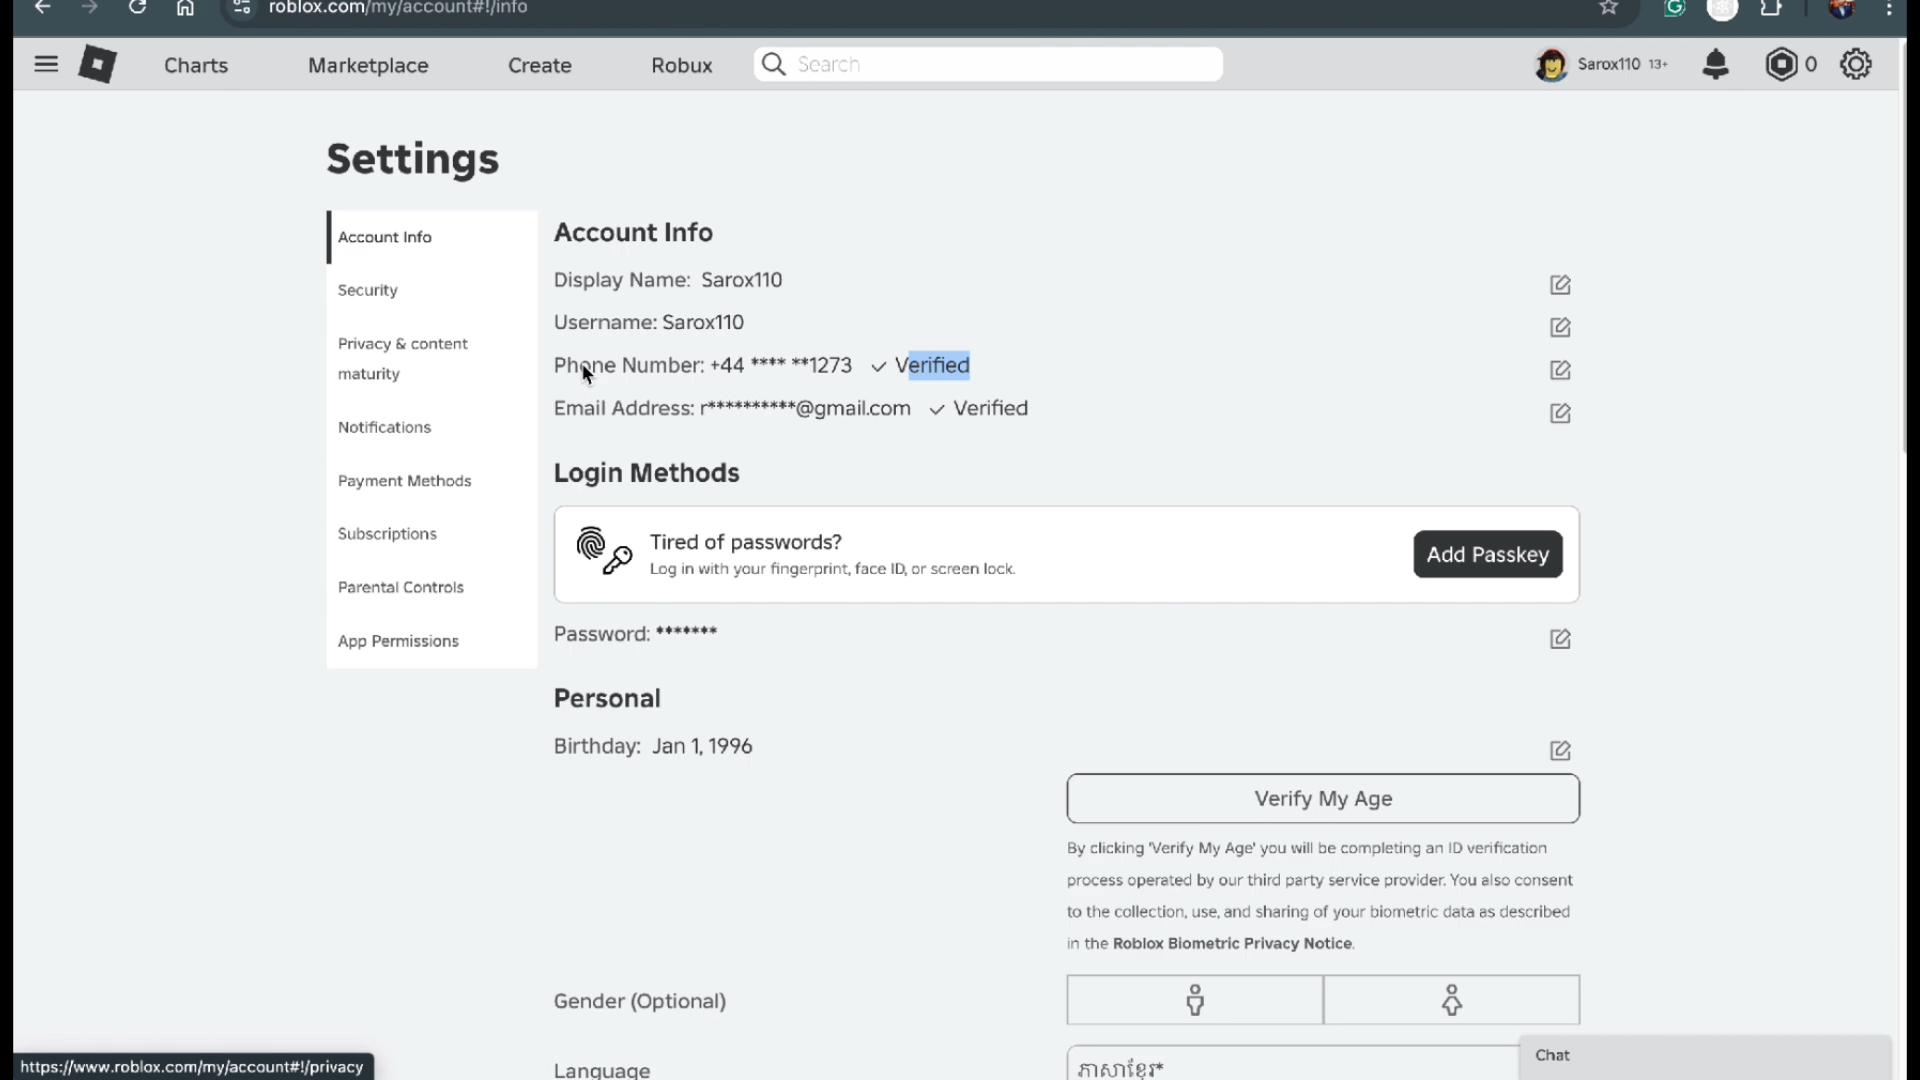 roblox.com/my/account#!/info
Charts
Marketplace
Create
Robux
Search
Sarox110 13+
0
Settings
Account Info
Security
Privacy & content
maturity
Notifications
Payment Methods
Subscriptions
Parental Controls
App Permissions
Account Info
Display Name: Sarox110
Username: Sarox110
Phone Number: +44 **** **1273 ✓ Verified
Email Address: r**********@gmail.com ✓ Verified
Login Methods
Tired of passwords?
Log in with your fingerprint, face ID, or screen lock.
Add Passkey
Password: *******
Personal
Birthday: Jan 1, 1996
Verify My Age
By clicking 'Verify My Age' you will be completing an ID verification
process operated by our third party service provider. You also consent
to the collection, use, and sharing of your biometric data as described
in the Roblox Biometric Privacy Notice.
Gender (Optional)
Language
ភាសាខ្មែរ*
Chat
https://www.roblox.com/my/account#!/privacy